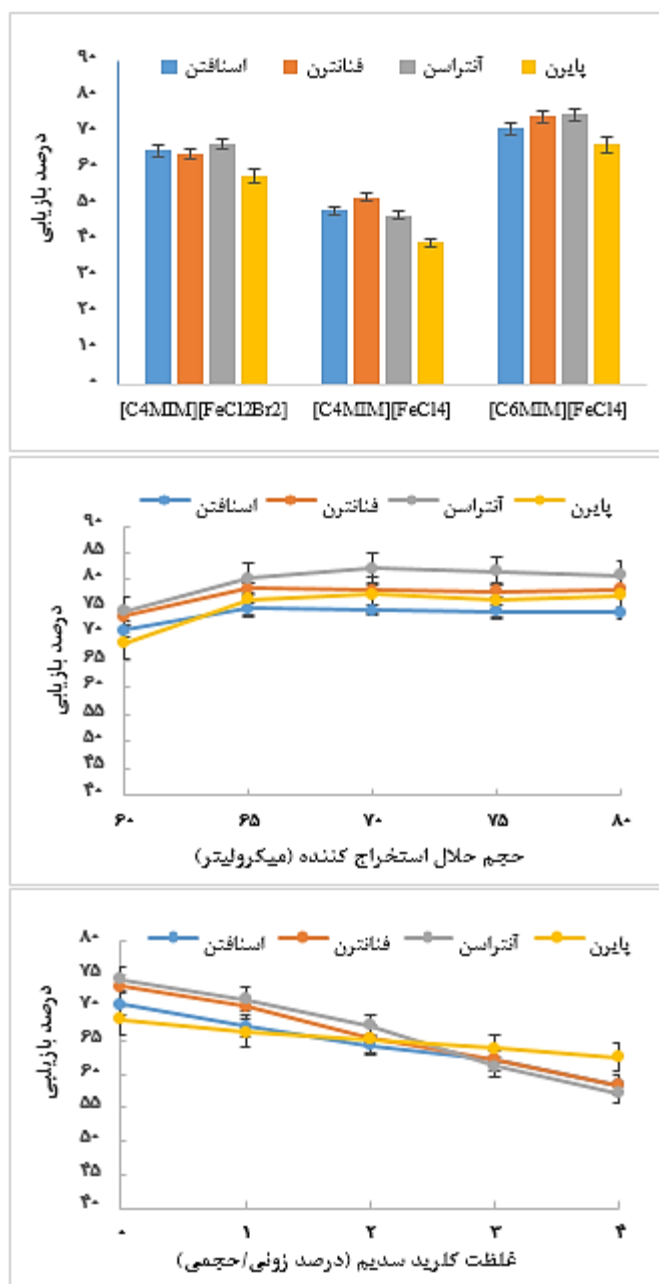 اسنافتن فنانترن آنتراسن پایرن
درصد بازیابی
۹۰
۸۰
۷۰
۶۰
۵۰
۴۰
۳۰
۲۰
۱۰
۰
[C4MIM][FeCl2Br2] [C4MIM][FeCl4] [C6MIM][FeCl4]
اسنافتن فنانترن آنتراسن پایرن
درصد بازیابی
۹۰
۸۵
۸۰
۷۵
۷۰
۶۵
۶۰
۵۵
۵۰
۴۵
۴۰
۶۰ ۶۵ ۷۰ ۷۵ ۸۰
حجم حلال استخراج کننده (میکرولیتر)
اسنافتن فنانترن آنتراسن پایرن
درصد بازیلبی
۸۰
۷۵
۷۰
۶۵
۶۰
۵۵
۵۰
۴۵
۴۰
۰ ۱ ۲ ۳ ۴
غلظت کلرید سدیم (درصد زونی/حجمی)